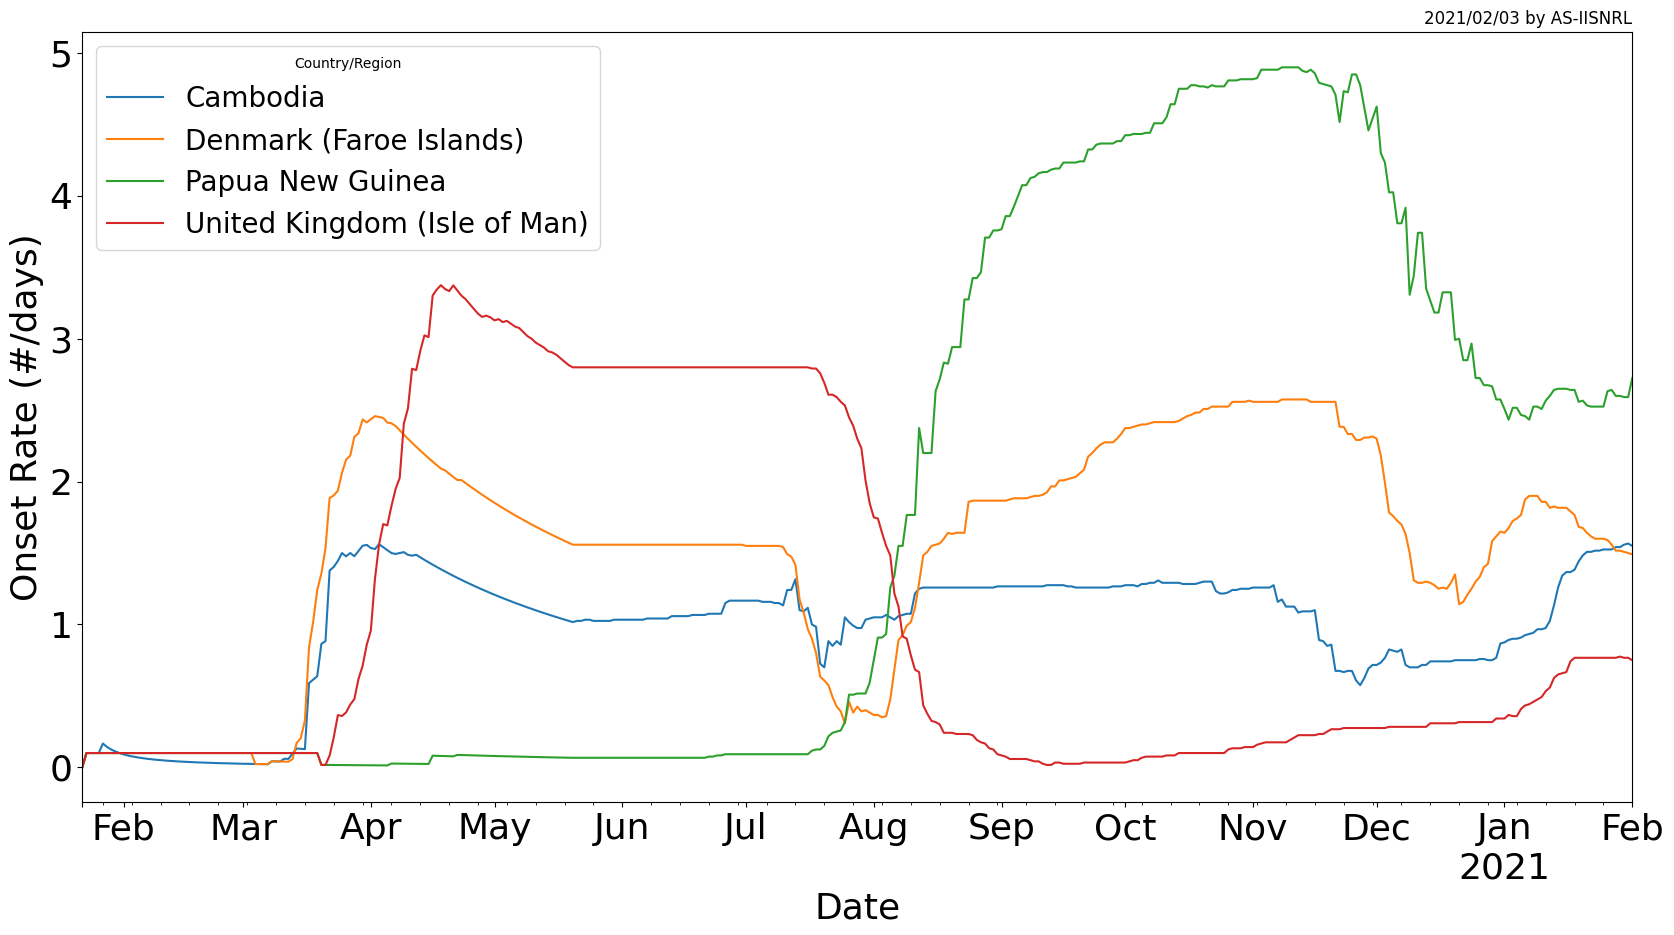 2021/02/03 by AS-IISNRL
Country/Region
Cambodia
Denmark (Faroe Islands)
Papua New Guinea
United Kingdom (Isle of Man)
Onset Rate (#/days)
5
4
3
2
1
0
Feb Mar Apr May Jun Jul Aug Sep Oct Nov Dec Jan Feb
2021
Date